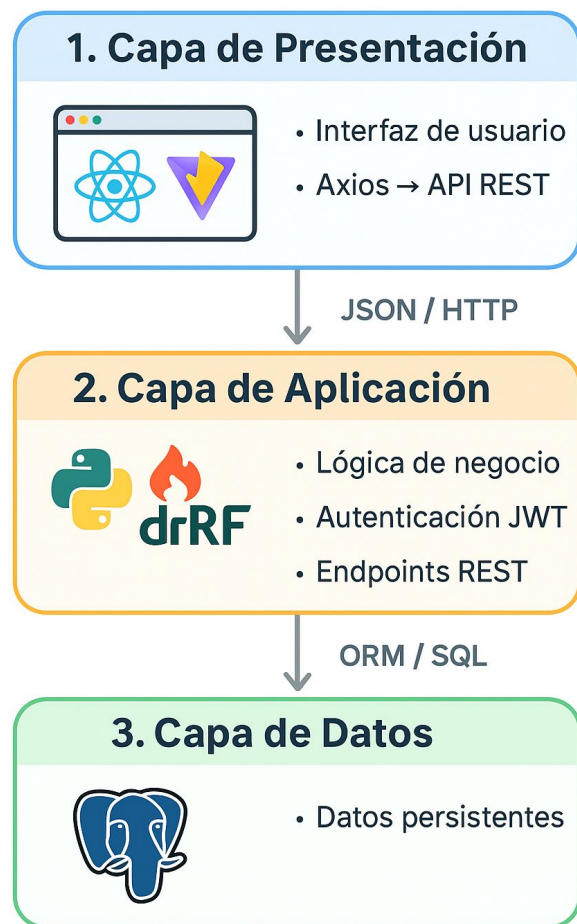 1. Capa de Presentación
• Interfaz de usuario
• Axios → API REST
JSON / HTTP
2. Capa de Aplicación
drRF
• Lógica de negocio
• Autenticación JWT
• Endpoints REST
ORM / SQL
3. Capa de Datos
• Datos persistentes